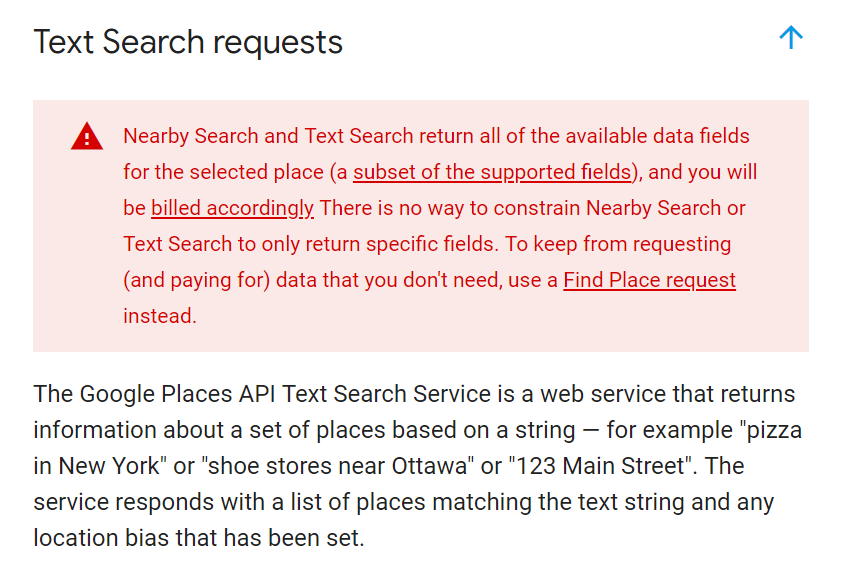 Text Search requests
Nearby Search and Text Search return all of the available data fields
for the selected place (a subset of the supported fields), and you will
be billed accordingly There is no way to constrain Nearby Search or
Text Search to only return specific fields. To keep from requesting
(and paying for) data that you don't need, use a Find Place request
instead.
The Google Places API Text Search Service is a web service that returns
information about a set of places based on a string — for example "pizza
in New York" or "shoe stores near Ottawa" or "123 Main Street". The
service responds with a list of places matching the text string and any
location bias that has been set.